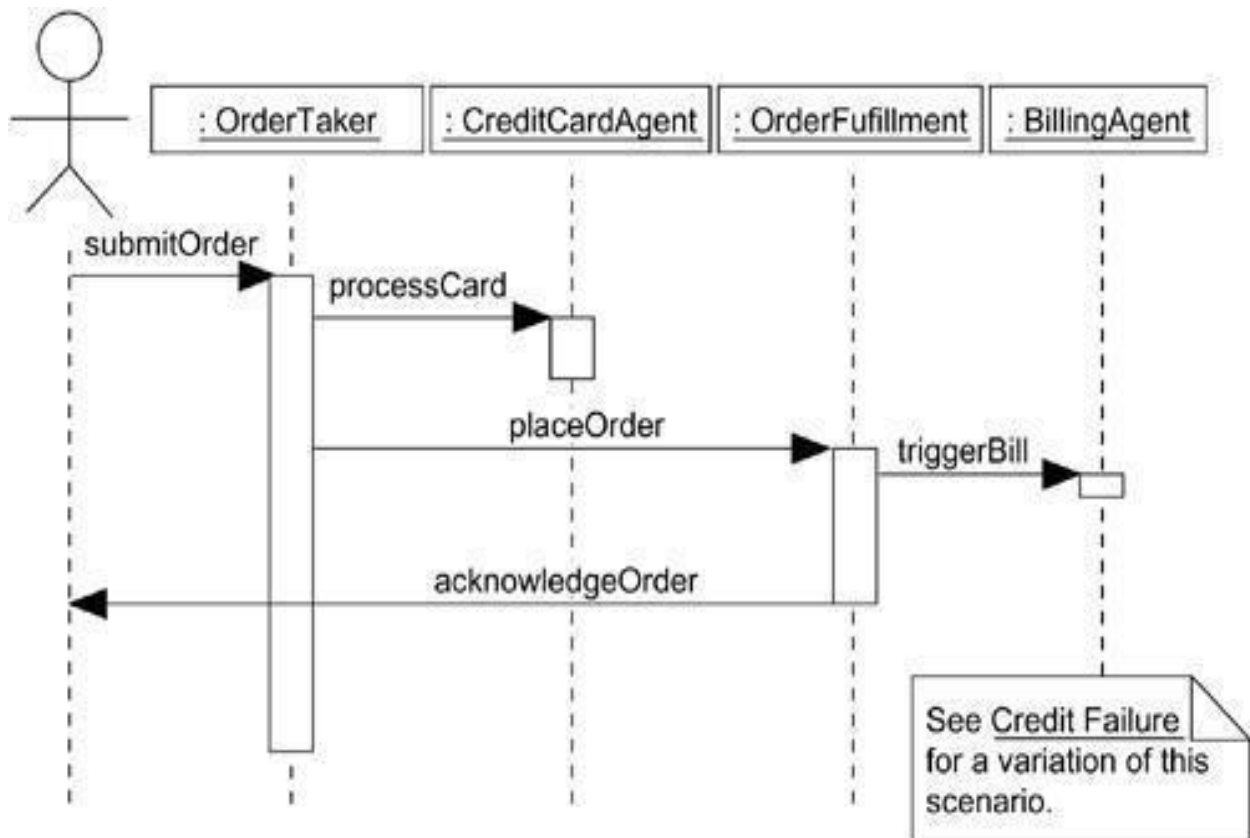 : OrderTaker
: CreditCardAgent
: OrderFufillment
: BillingAgent
submitOrder
processCard
placeOrder
triggerBill
acknowledgeOrder
See Credit Failure
for a variation of this
scenario.